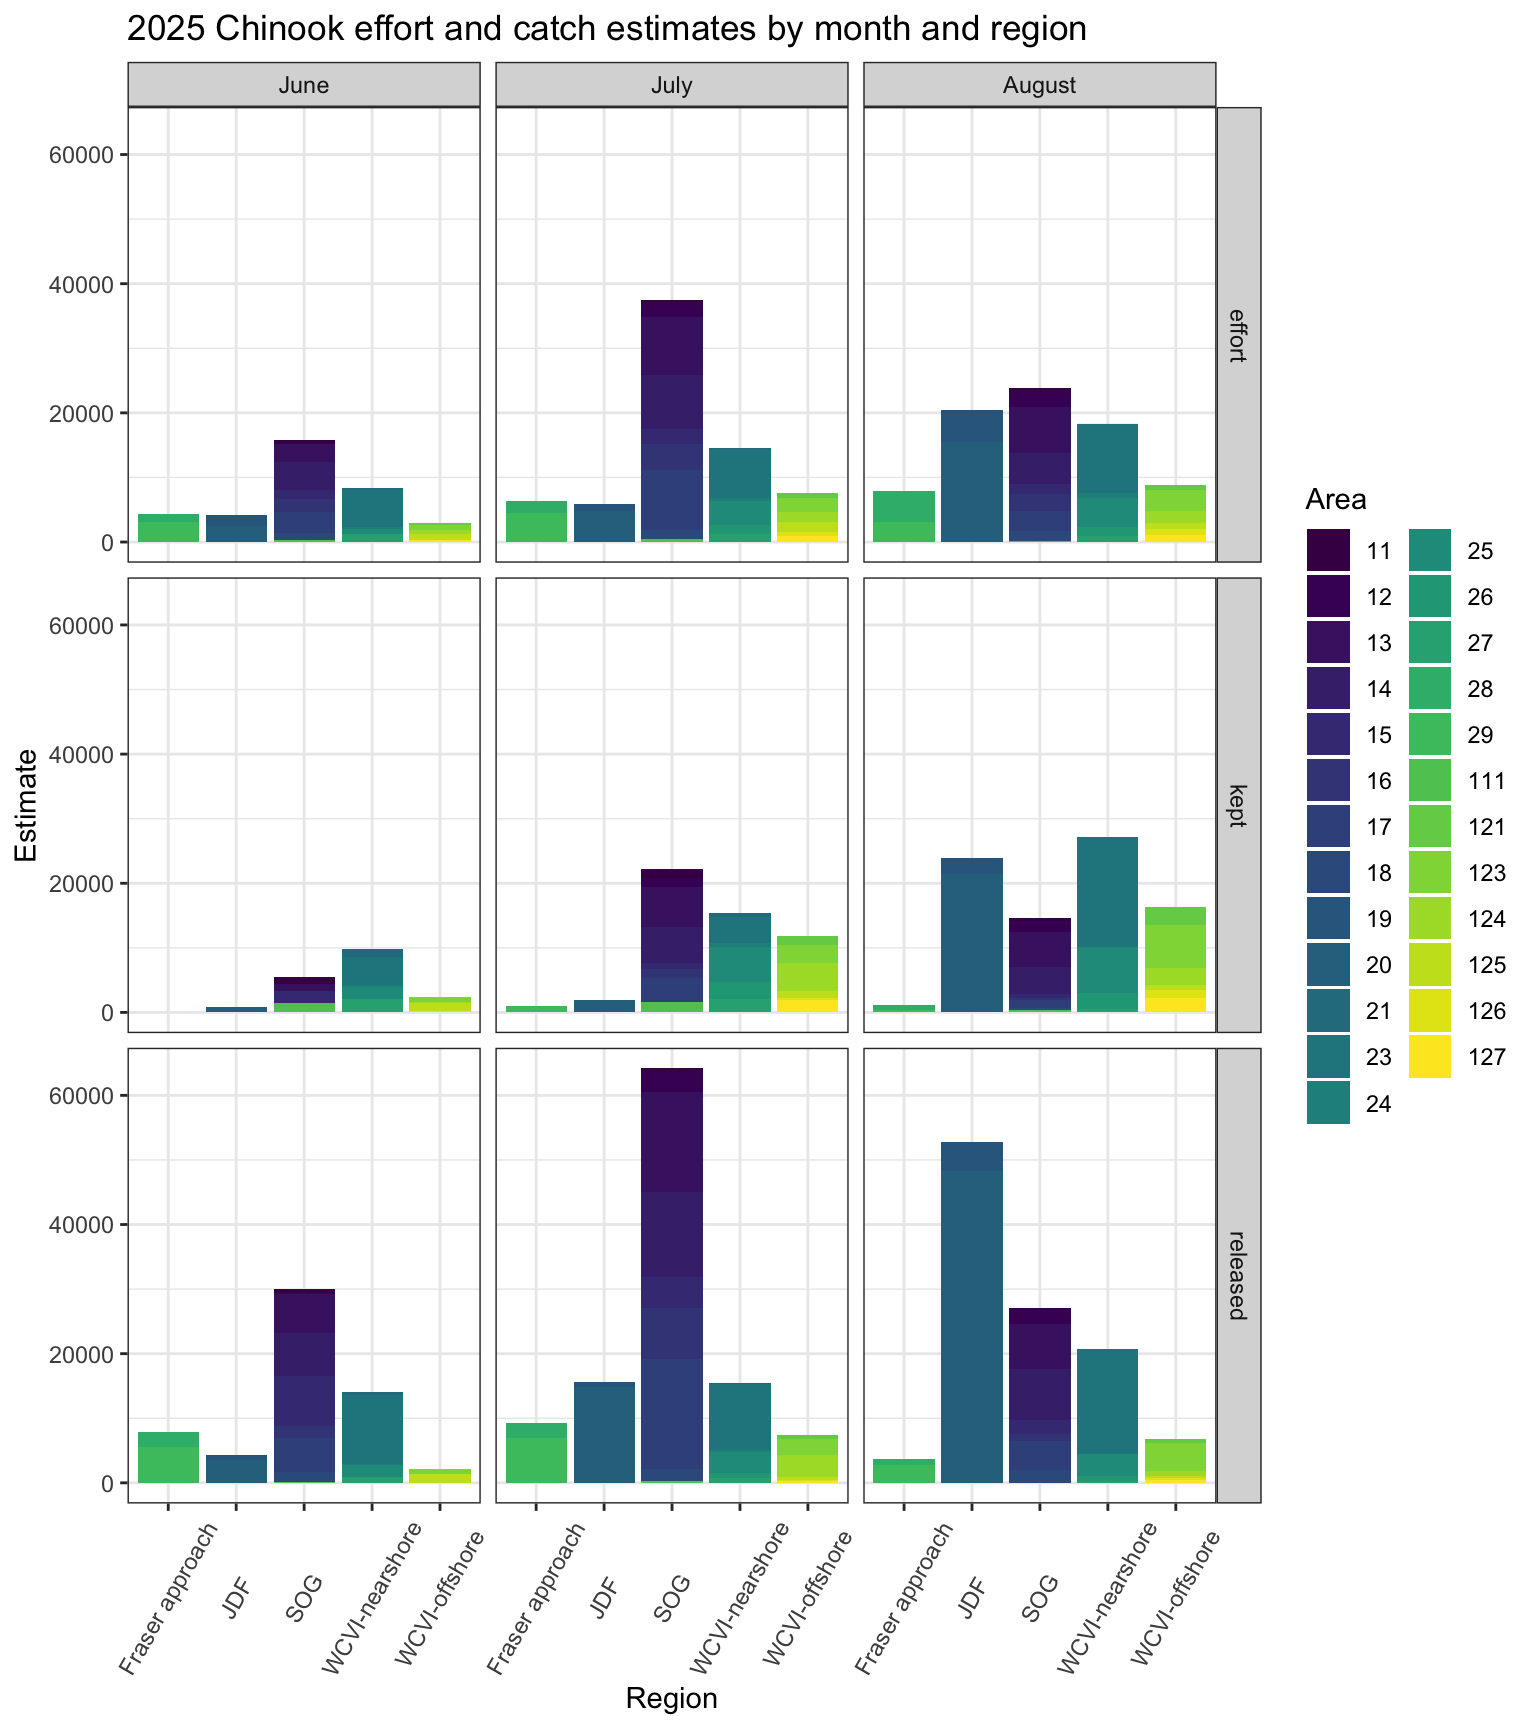 2025 Chinook effort and catch estimates by month and region
June
July
August
60000
40000
20000
0
effort
60000
40000
20000
0
kept
60000
40000
20000
0
released
Estimate
Fraser approach
JDF
SOG
WCVI-nearshore
WCVI-offshore
Fraser approach
JDF
SOG
WCVI-nearshore
WCVI-offshore
Fraser approach
JDF
SOG
WCVI-nearshore
WCVI-offshore
Region
Area
11
12
13
14
15
16
17
18
19
20
21
23
24
25
26
27
28
29
111
121
123
124
125
126
127